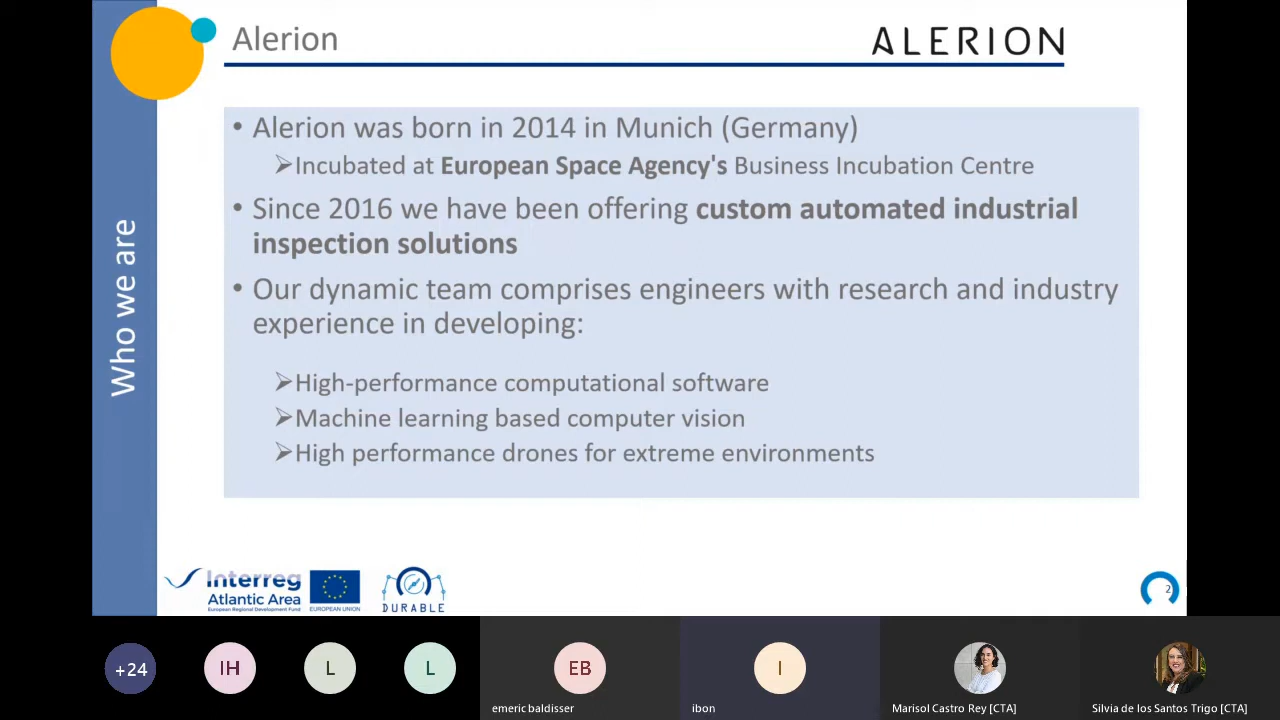 Alerion
ALERION
Who we are
• Alerion was born in 2014 in Munich (Germany)
➢Incubated at European Space Agency's Business Incubation Centre
• Since 2016 we have been offering custom automated industrial
inspection solutions
• Our dynamic team comprises engineers with research and industry
experience in developing:
➢High-performance computational software
➢Machine learning based computer vision
➢High performance drones for extreme environments
Interreg
Atlantic Area
European Regional Development Fund
EUROPEAN UNION
DURABLE
2
+24
IH
L
L
EB
I
emeric baldisser
ibon
Marisol Castro Rey [CTA]
Silvia de los Santos Trigo [CTA]